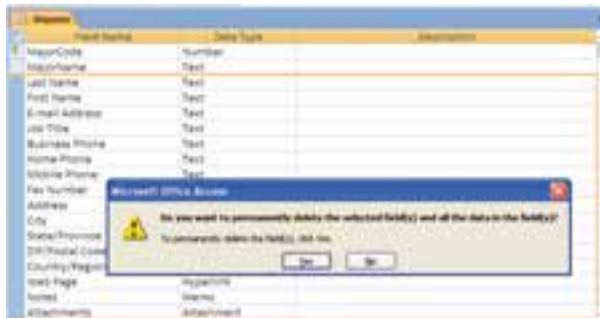 Field Name Data Type Description
MajorCode Number
MajorName Text
Last Name Text
First Name Text
E-mail Address Text
Job Title Text
Business Phone Text
Home Phone Text
Mobile Phone Text
Fax Number
Address
City
State/Province
ZIP/Postal Code
Country/Region
Web Page Hyperlink
Notes Memo
Attachments Attachment
Microsoft Office Access
Do you want to permanently delete the selected field(s) and all the data in the field(s)?
To permanently delete the field(s), click Yes.
Yes No